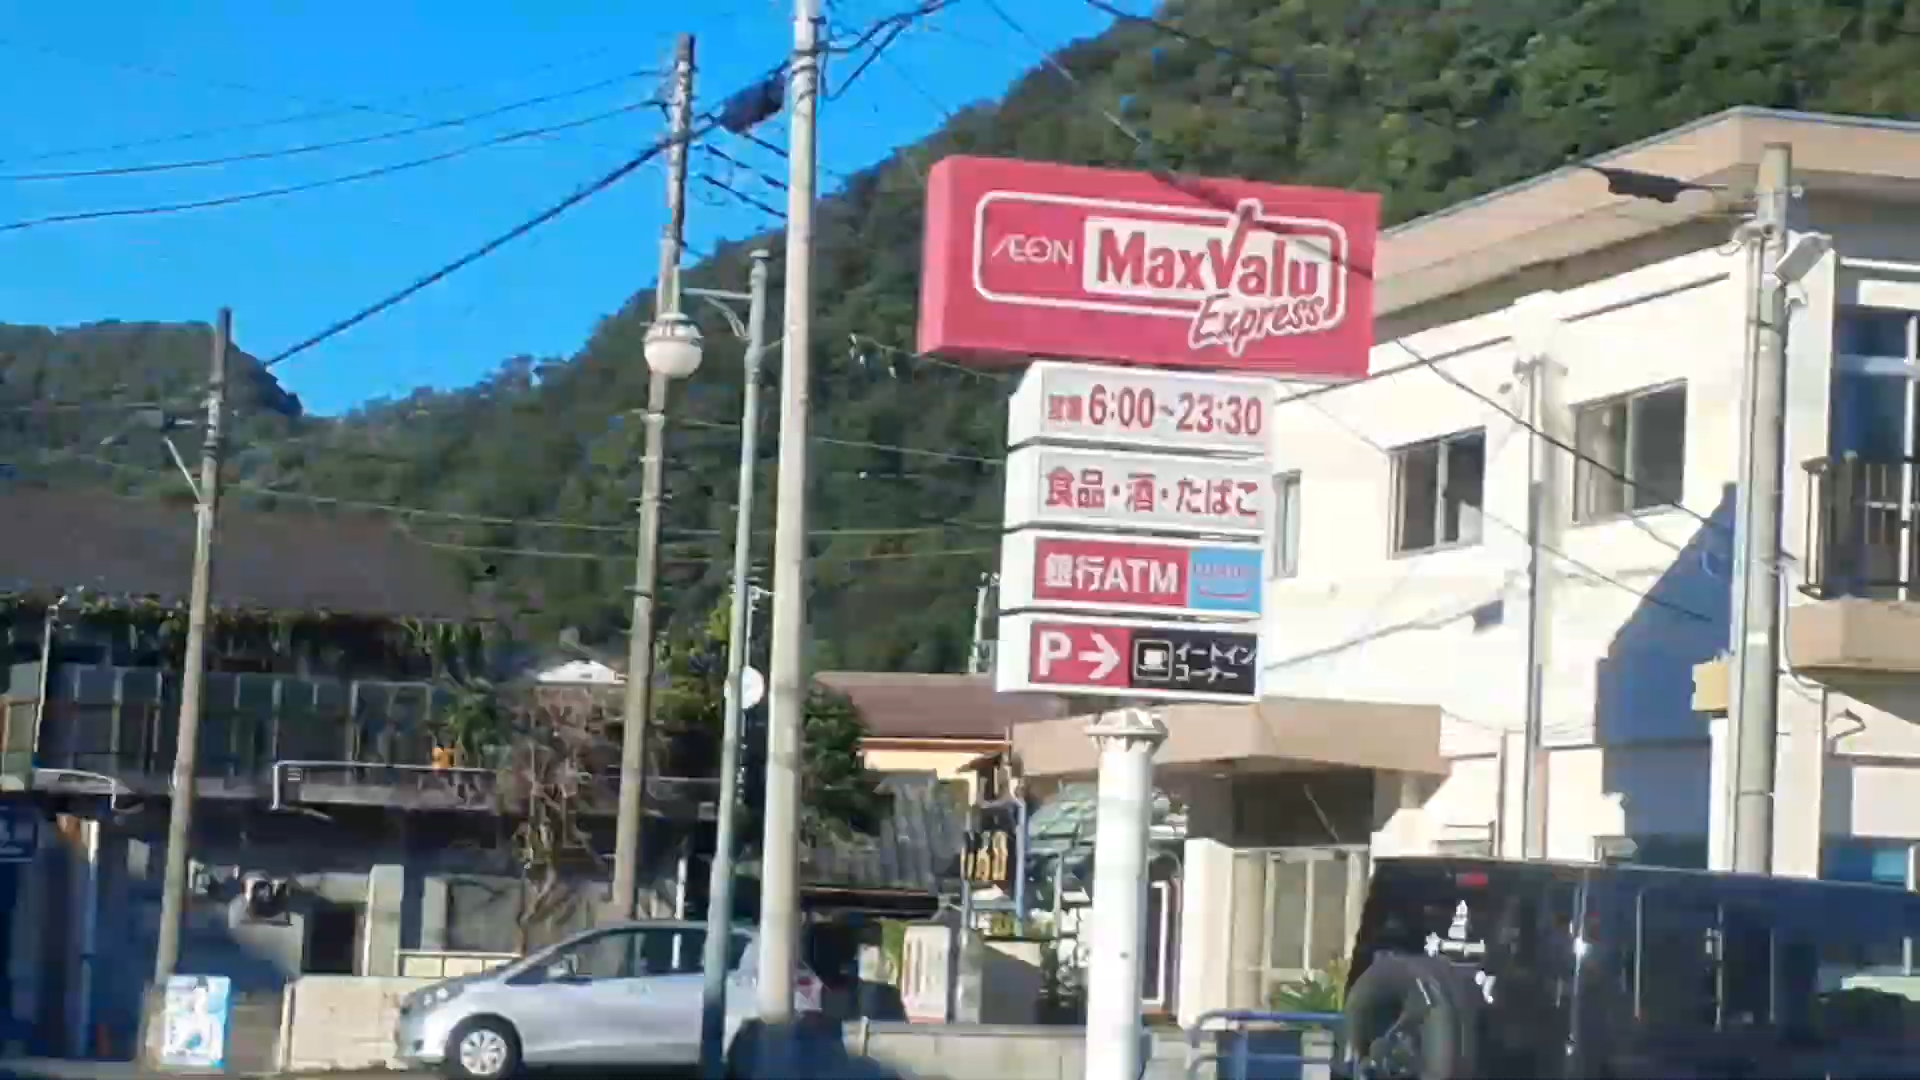 ÆON MaxValu
Express
営業 6:00~23:30
食品・酒・たばこ
銀行ATM
P→ イートイン
コーナー